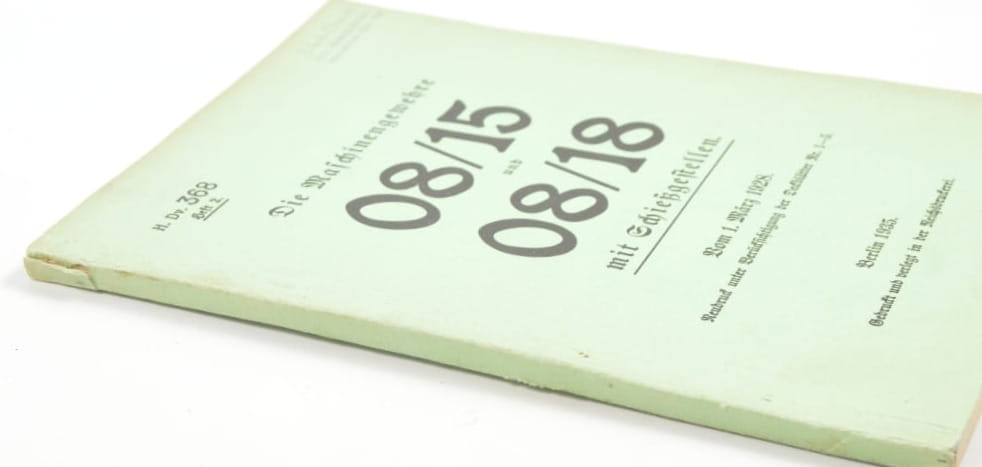 H. Dv. 368
Heft 2.
Die Maschinengewehre
08/15
und
08/18
mit Schießgestellen.
Vom 1. März 1928.
Neudruck unter Berücksichtigung der Deckblätter Nr. 1—5.
Berlin 1935.
Gedruckt und verlegt in der Reichsdruckerei.